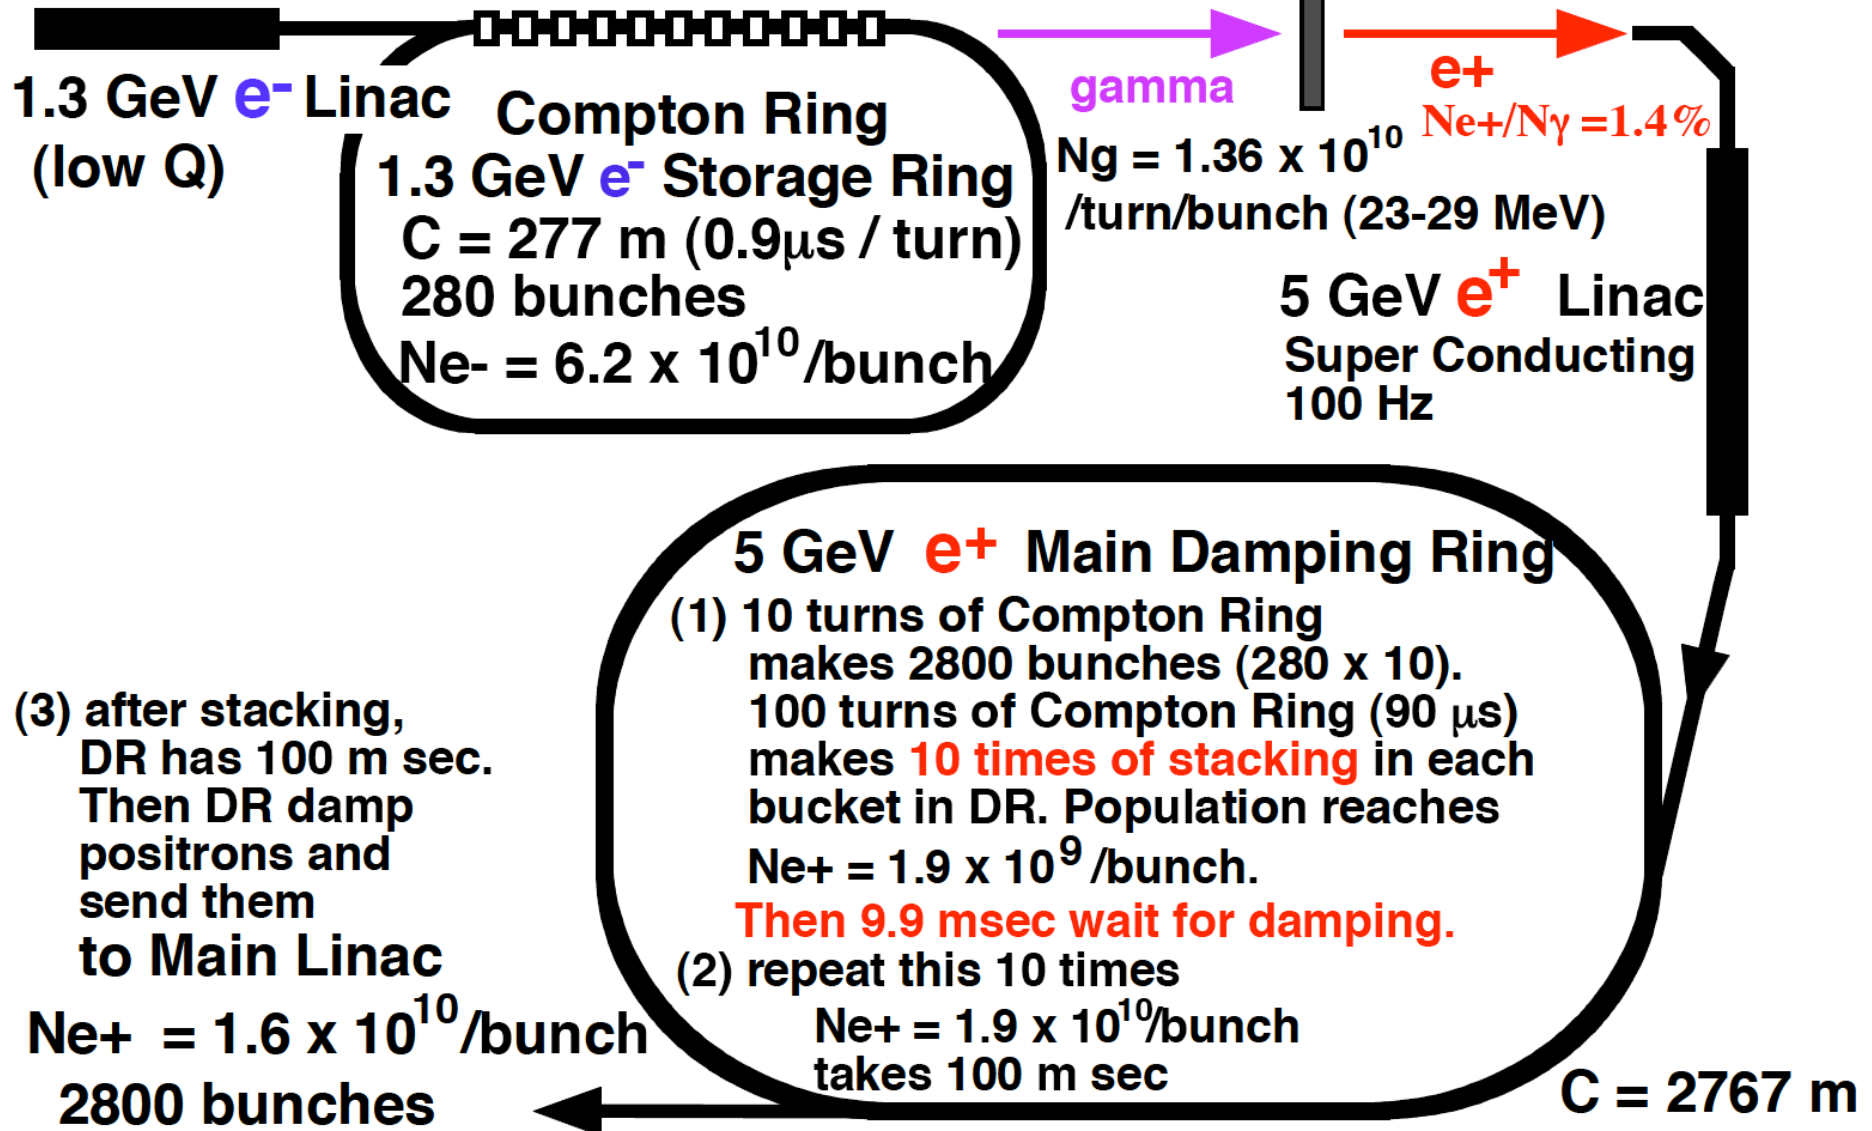 1.3 GeV e- Linac
(low Q)
Compton Ring
1.3 GeV e- Storage Ring
C = 277 m (0.9μs / turn)
280 bunches
Ne- = 6.2 x 10^10 /bunch
gamma
e+
Ne+/Nγ =1.4%
Ng = 1.36 x 10^10
/turn/bunch (23-29 MeV)
5 GeV e+ Linac
Super Conducting
100 Hz
5 GeV e+ Main Damping Ring
(1) 10 turns of Compton Ring
makes 2800 bunches (280 x 10).
100 turns of Compton Ring (90 μs)
makes 10 times of stacking in each
bucket in DR. Population reaches
Ne+ = 1.9 x 10^9 /bunch.
Then 9.9 msec wait for damping.
(2) repeat this 10 times
Ne+ = 1.9 x 10^10/bunch
takes 100 m sec
(3) after stacking,
DR has 100 m sec.
Then DR damp
positrons and
send them
to Main Linac
Ne+ = 1.6 x 10^10/bunch
2800 bunches
C = 2767 m